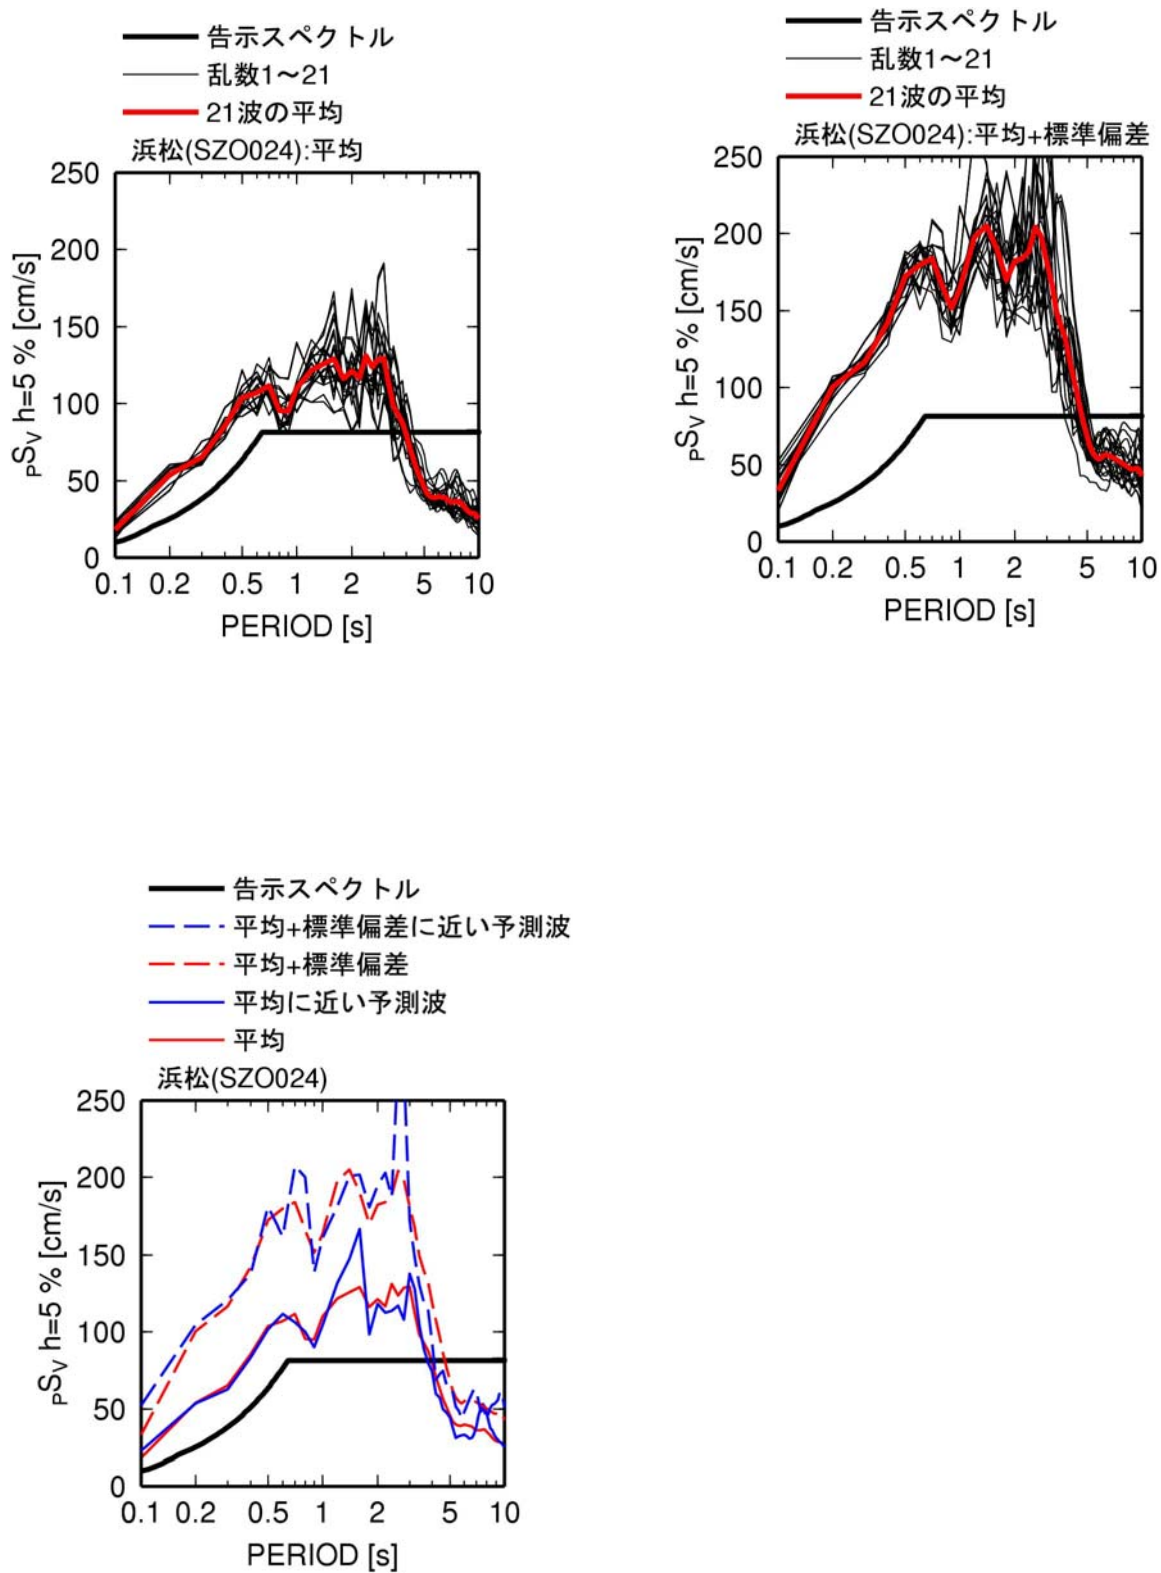 告示スペクトル
乱数1～21
21波の平均
浜松(SZO024):平均
250
200
150
100
50
0
0.1 0.2 0.5 1 2 5 10
PERIOD [s]
PSV h=5 % [cm/s]
告示スペクトル
乱数1～21
21波の平均
浜松(SZO024):平均+標準偏差
250
200
150
100
50
0
0.1 0.2 0.5 1 2 5 10
PERIOD [s]
PSV h=5 % [cm/s]
告示スペクトル
平均+標準偏差に近い予測波
平均+標準偏差
平均に近い予測波
平均
浜松(SZO024)
250
200
150
100
50
0
0.1 0.2 0.5 1 2 5 10
PERIOD [s]
PSV h=5 % [cm/s]